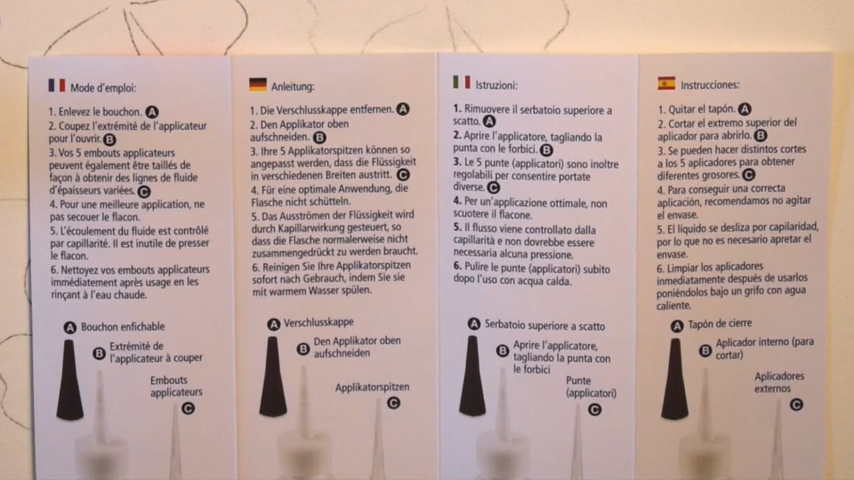 Mode d'emploi:
1. Enlevez le bouchon. A
2. Coupez l'extrémité de l'applicateur
pour l'ouvrir. B
3. Vos 5 embouts applicateurs
peuvent également être taillés de
façon à obtenir des lignes de fluide
d'épaisseurs variées. C
4. Pour une meilleure application, ne
pas secouer le flacon.
5. L'écoulement du fluide est contrôlé
par capillarité. Il est inutile de presser
le flacon.
6. Nettoyez vos embouts applicateurs
immédiatement après usage en les
rinçant à l'eau chaude.
A Bouchon enfichable
B Extrémité de
l'applicateur à couper
Embouts
applicateurs
C
Anleitung:
1. Die Verschlusskappe entfernen. A
2. Den Applikator oben
aufschneiden. B
3. Ihre 5 Applikatorspitzen können so
angepasst werden, dass die Flüssigkeit
in verschiedenen Breiten austritt. C
4. Für eine optimale Anwendung, die
Flasche nicht schütteln.
5. Das Ausströmen der Flüssigkeit wird
durch Kapillarwirkung gesteuert, so
dass die Flasche normalerweise nicht
zusammengedrückt zu werden braucht.
6. Reinigen Sie Ihre Applikatorspitzen
sofort nach Gebrauch, indem Sie sie
mit warmem Wasser spülen.
A Verschlusskappe
B Den Applikator oben
aufschneiden
Applikatorspitzen
C
Istruzioni:
1. Rimuovere il serbatoio superiore a
scatto. A
2. Aprire l'applicatore, tagliando la
punta con le forbici. B
3. Le 5 punte (applicatori) sono inoltre
regolabili per consentire portate
diverse. C
4. Per un'applicazione ottimale, non
scuotere il flacone.
5. Il flusso viene controllato dalla
capillarità e non dovrebbe essere
necessaria alcuna pressione.
6. Pulire le punte (applicatori) subito
dopo l'uso con acqua calda.
A Serbatoio superiore a scatto
B Aprire l'applicatore,
tagliando la punta con
le forbici
Punte
(applicatori)
C
Instrucciones:
1. Quitar el tapón. A
2. Cortar el extremo superior del
aplicador para abrirlo. B
3. Se pueden hacer distintos cortes
a los 5 aplicadores para obtener
diferentes grosores. C
4. Para conseguir una correcta
aplicación, recomendamos no agitar
el envase.
5. El líquido se desliza por capilaridad,
por lo que no es necesario apretar el
envase.
6. Limpiar los aplicadores
inmediatamente después de usarlos
poniéndolos bajo un grifo con agua
caliente.
A Tapón de cierre
B Aplicador interno (para
cortar)
Aplicadores
externos
C